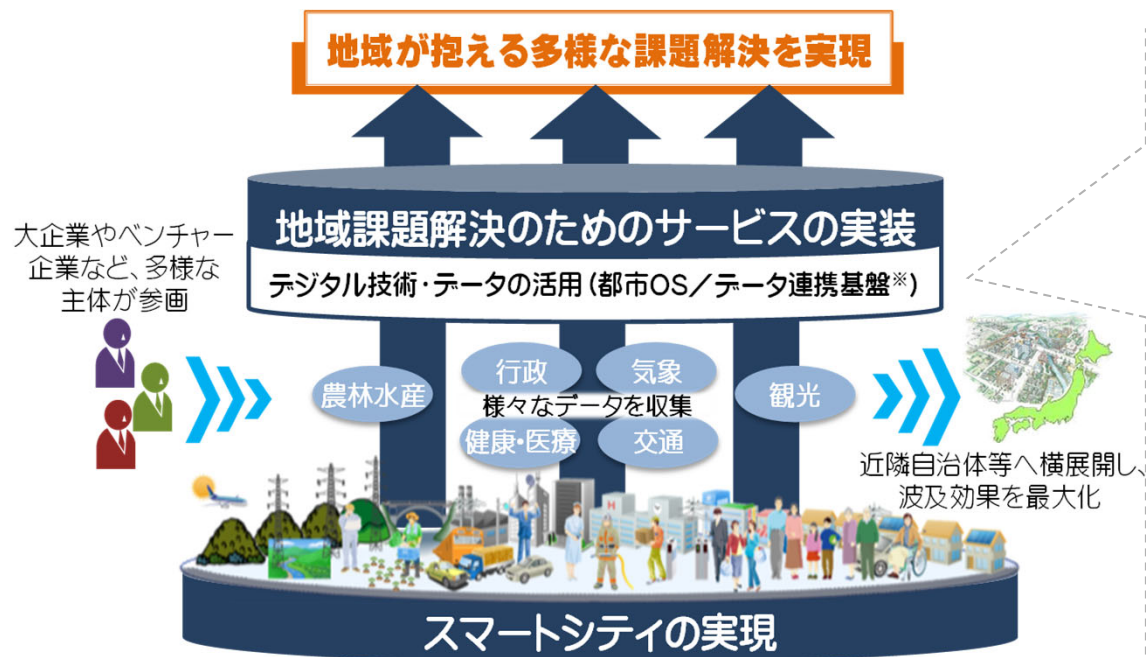 地域が抱える多様な課題解決を実現
地域課題解決のためのサービスの実装
デジタル技術・データの活用(都市OS/データ連携基盤※)
大企業やベンチャー
企業など、多様な
主体が参画
農林水産
行政
気象
様々なデータを収集
健康・医療
交通
観光
近隣自治体等へ横展開し、
波及効果を最大化
H
スマートシティの実現